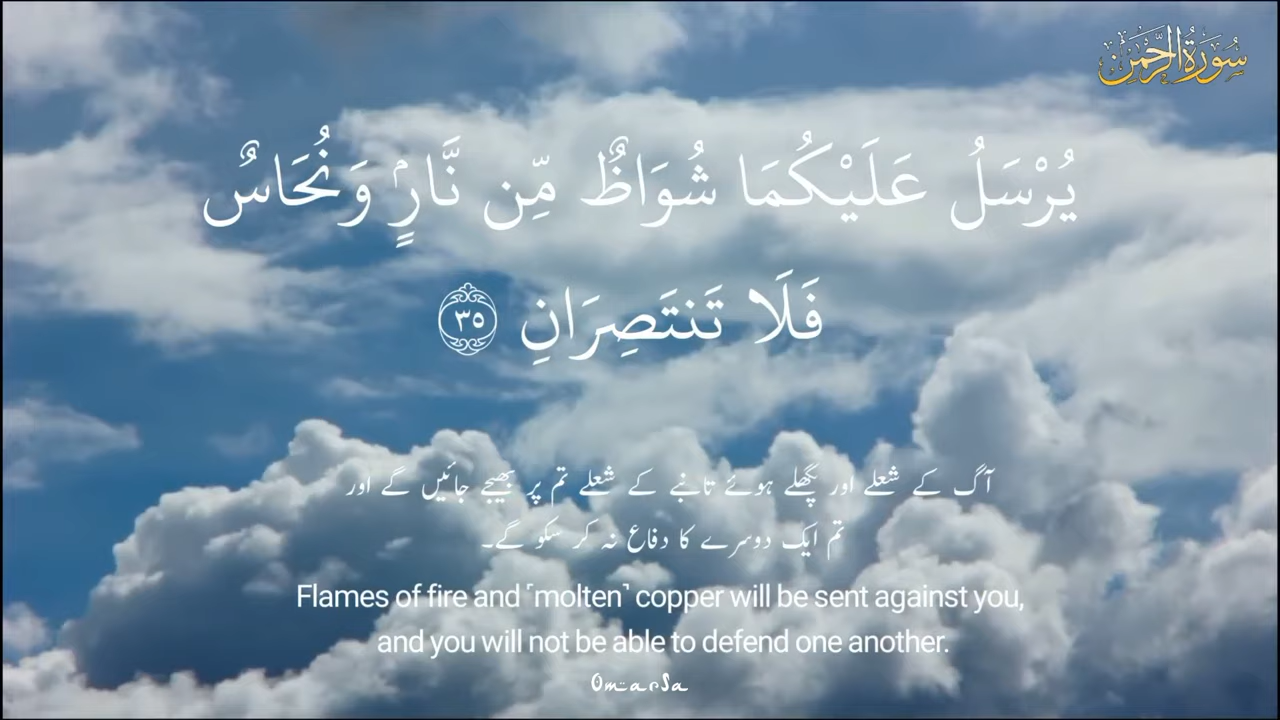 سُورَةُ الرَّحْمَٰن
يُرْسَلُ عَلَيْكُمَا شُوَاظٌ مِّن نَّارٍۢ وَنُحَاسٌ
فَلَا تَنتَصِرَانِ ٣٥
آگ کے شعلے اور پگھلے ہوئے تانبے کے شعلے تم پر بھیجے جائیں گے اور
تم ایک دوسرے کا دفاع نہ کر سکو گے۔
Flames of fire and ˹molten˺ copper will be sent against you,
and you will not be able to defend one another.
OmarSa